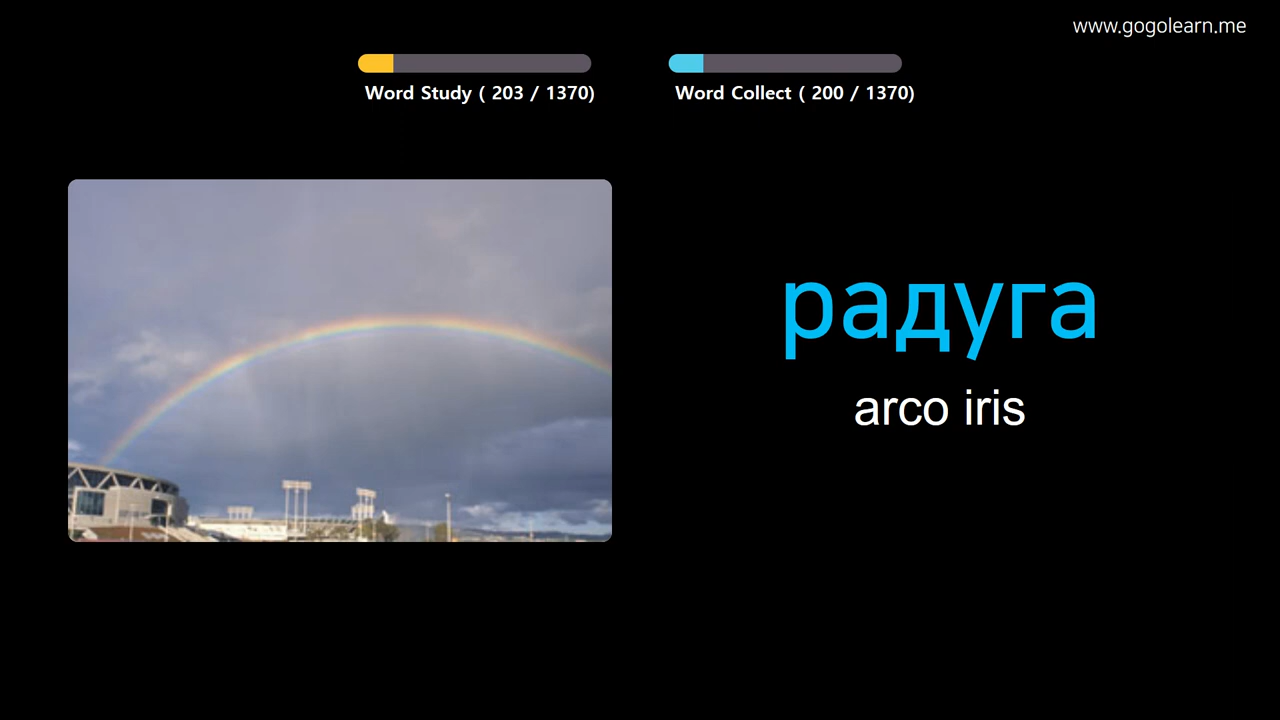 www.gogolearn.me
Word Study ( 203 / 1370)
Word Collect ( 200 / 1370)
радуга
arco iris